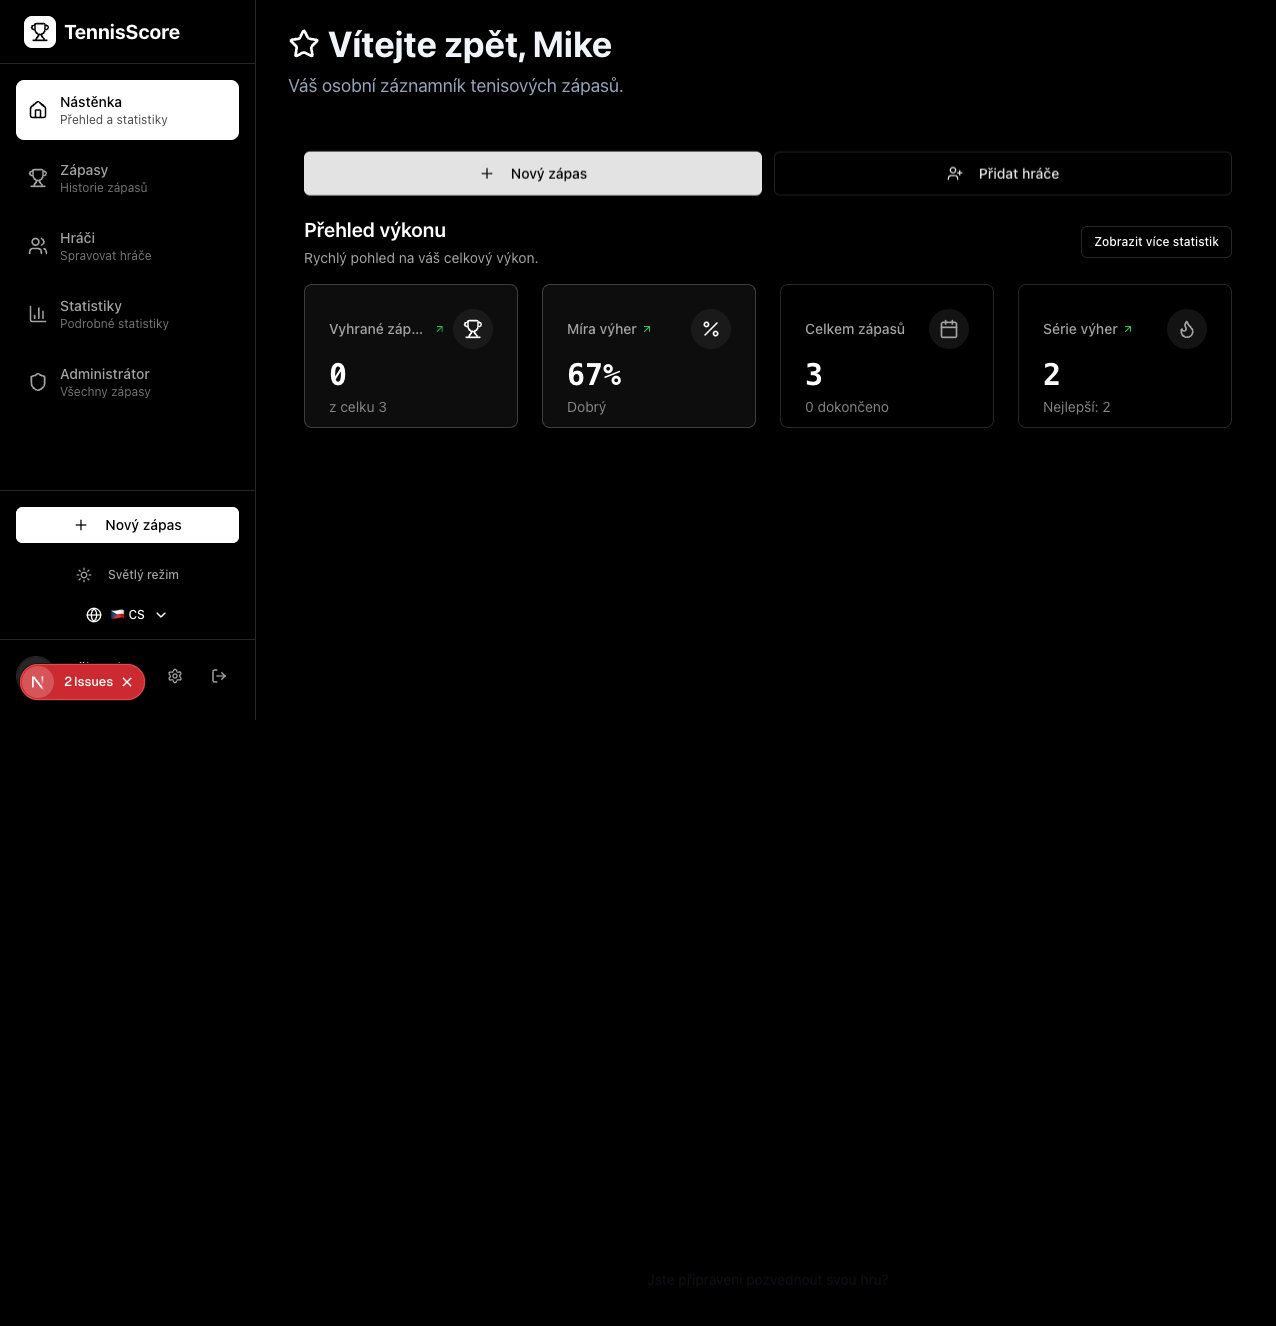 TennisScore
Nástěnka
Přehled a statistiky
Zápasy
Historie zápasů
Hráči
Spravovat hráče
Statistiky
Podrobné statistiky
Administrátor
Všechny zápasy
Nový zápas
Světlý režim
CS
2 Issues
Vítejte zpět, Mike
Váš osobní záznamník tenisových zápasů.
Nový zápas
Přidat hráče
Přehled výkonu
Rychlý pohled na váš celkový výkon.
Zobrazit více statistik
Vyhrané záp...
0
z celku 3
Míra výher
67%
Dobrý
Celkem zápasů
3
0 dokončeno
Série výher
2
Nejlepší: 2
Jste připraveni pozvednout svou hru?